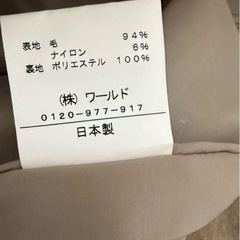 表地 毛 94%
ナイロン 6%
裏地 ポリエステル 100%
(株) ワールド
0120-977-917
日本製